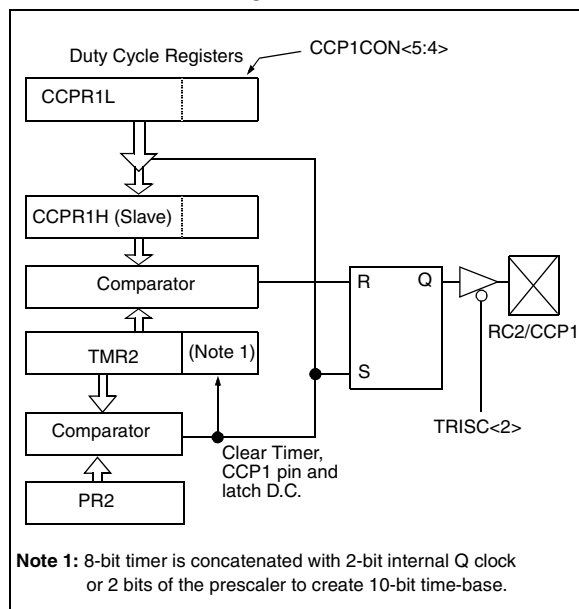 Duty Cycle Registers
CCP1CON<5:4>
CCPR1L
CCPR1H (Slave)
Comparator
R
Q
RC2/CCP1
TMR2
(Note 1)
S
TRISC<2>
Comparator
Clear Timer,
CCP1 pin and
latch D.C.
PR2
Note 1: 8-bit timer is concatenated with 2-bit internal Q clock
or 2 bits of the prescaler to create 10-bit time-base.